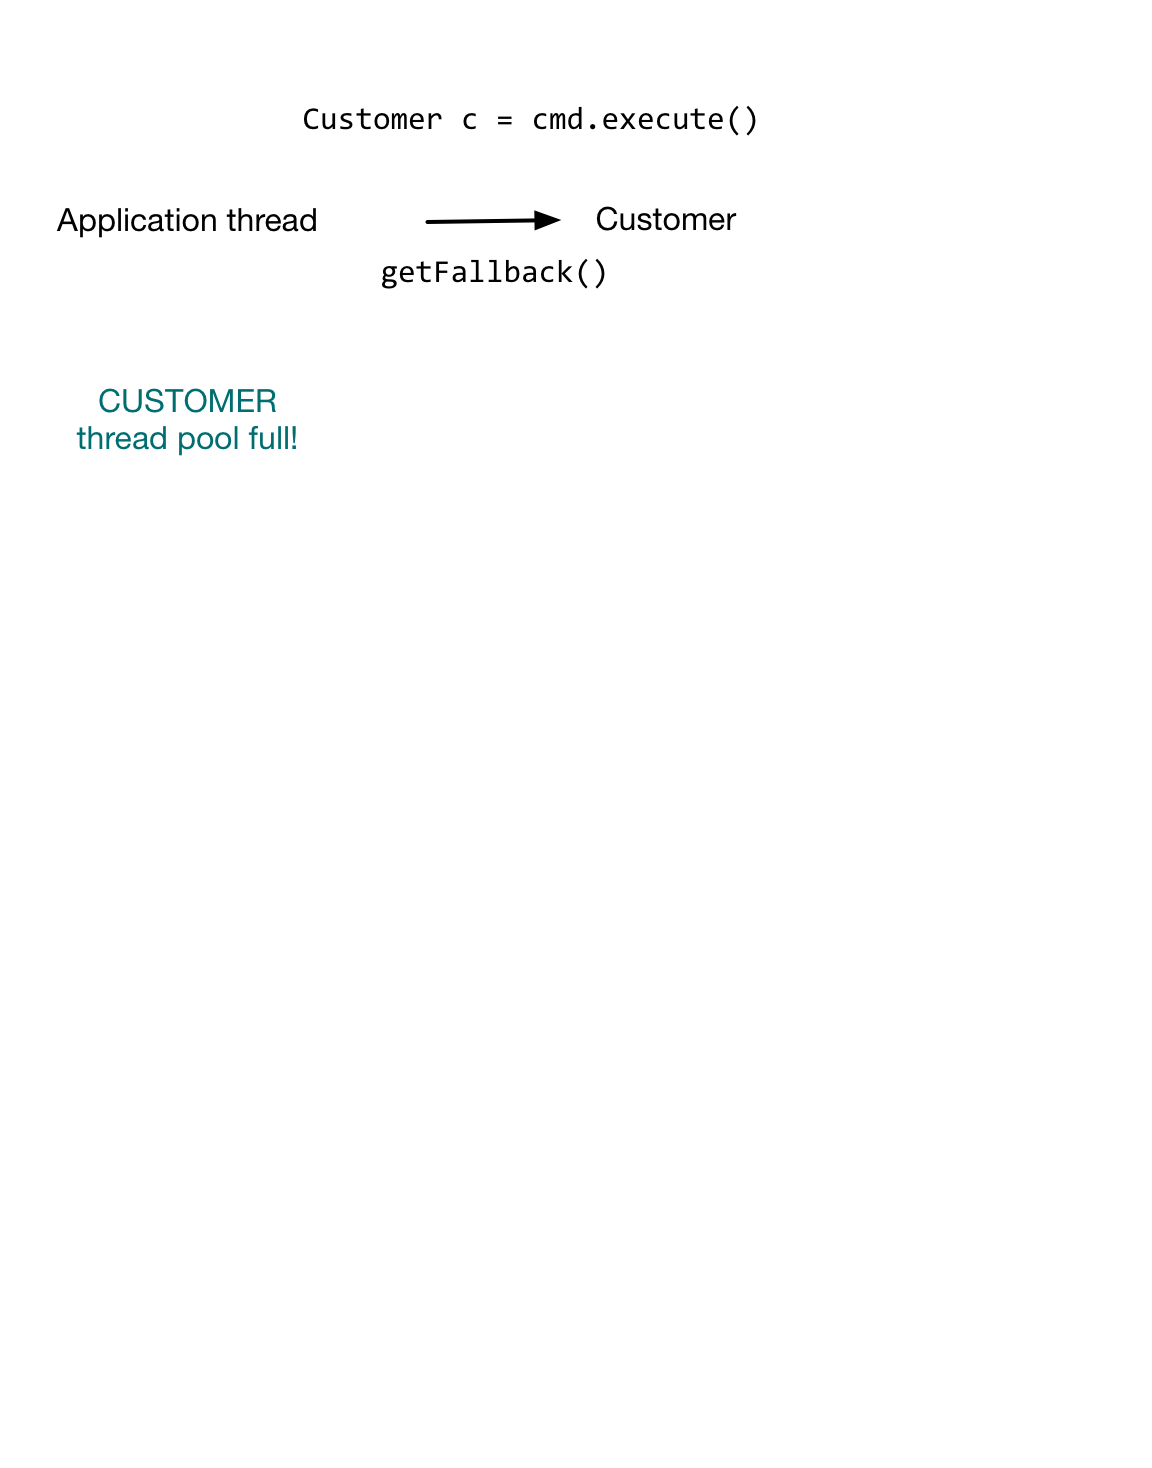 Customer c = cmd.execute()
Application thread
Customer
getFallback()
CUSTOMER
thread pool full!